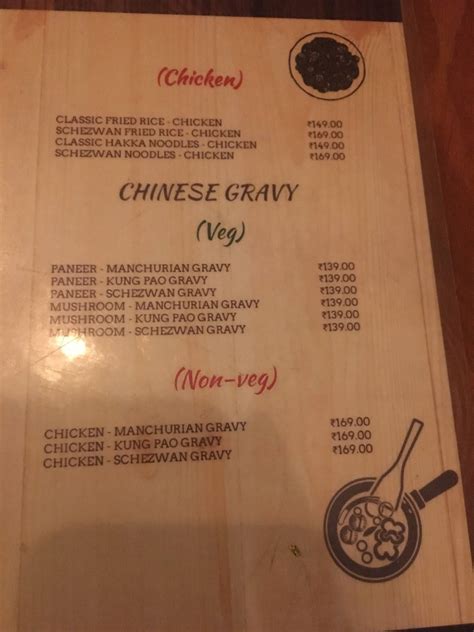 (Chicken)
CLASSIC FRIED RICE - CHICKEN ₹149.00
SCHEZWAN FRIED RICE - CHICKEN ₹169.00
CLASSIC HAKKA NOODLES - CHICKEN ₹149.00
SCHEZWAN NOODLES - CHICKEN ₹169.00
CHINESE GRAVY
(Veg)
PANEER - MANCHURIAN GRAVY ₹139.00
PANEER - KUNG PAO GRAVY ₹139.00
PANEER - SCHEZWAN GRAVY ₹139.00
MUSHROOM - MANCHURIAN GRAVY ₹139.00
MUSHROOM - KUNG PAO GRAVY ₹139.00
MUSHROOM - SCHEZWAN GRAVY ₹139.00
(Non-veg)
CHICKEN - MANCHURIAN GRAVY ₹169.00
CHICKEN - KUNG PAO GRAVY ₹169.00
CHICKEN - SCHEZWAN GRAVY ₹169.00